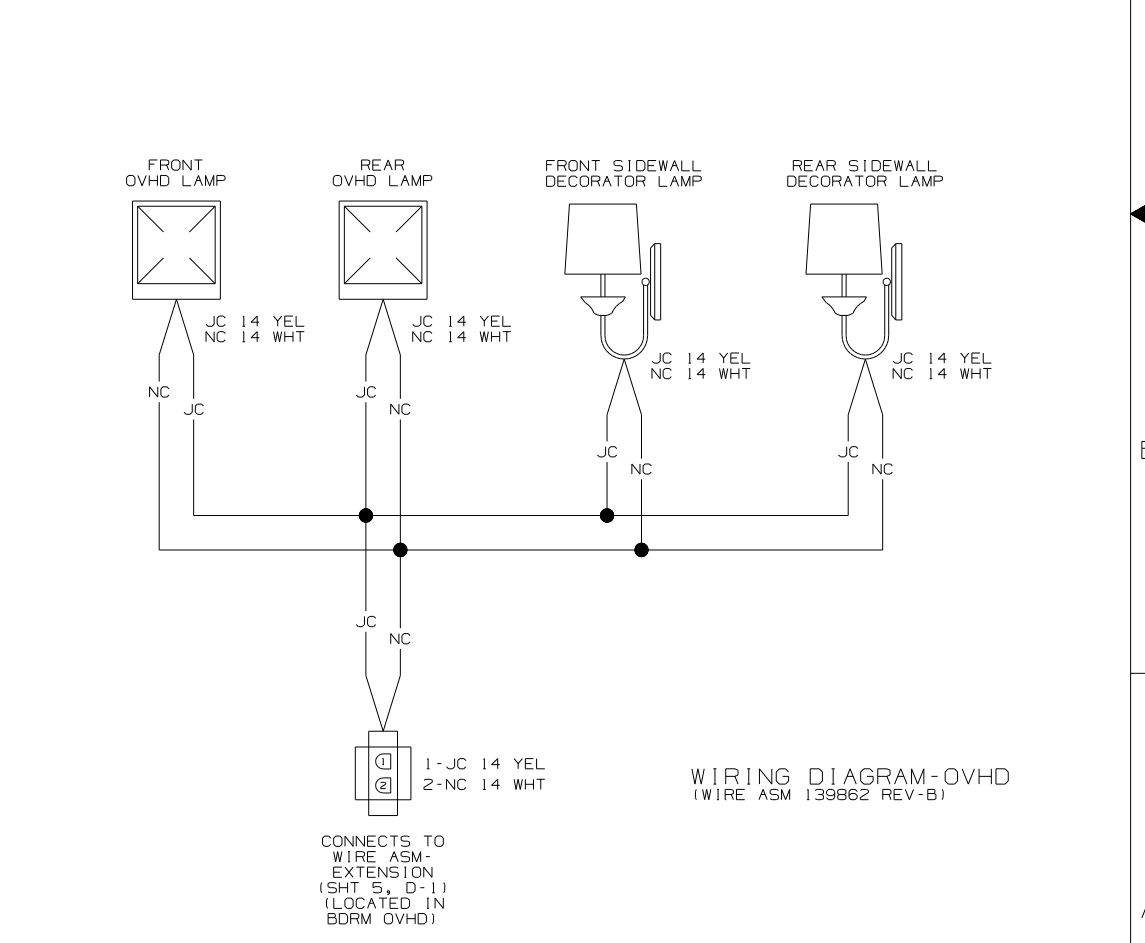 FRONT
OVHD LAMP
REAR
OVHD LAMP
FRONT SIDEWALL
DECORATOR LAMP
REAR SIDEWALL
DECORATOR LAMP
JC 14 YEL
NC 14 WHT
JC 14 YEL
NC 14 WHT
JC 14 YEL
NC 14 WHT
JC 14 YEL
NC 14 WHT
NC
JC
JC
NC
JC
NC
JC
NC
JC
NC
1
2
1-JC 14 YEL
2-NC 14 WHT
WIRING DIAGRAM-OVHD
(WIRE ASM 139862 REV-B)
CONNECTS TO
WIRE ASM-
EXTENSION
(SHT 5, D-1)
(LOCATED IN
BDRM OVHD)